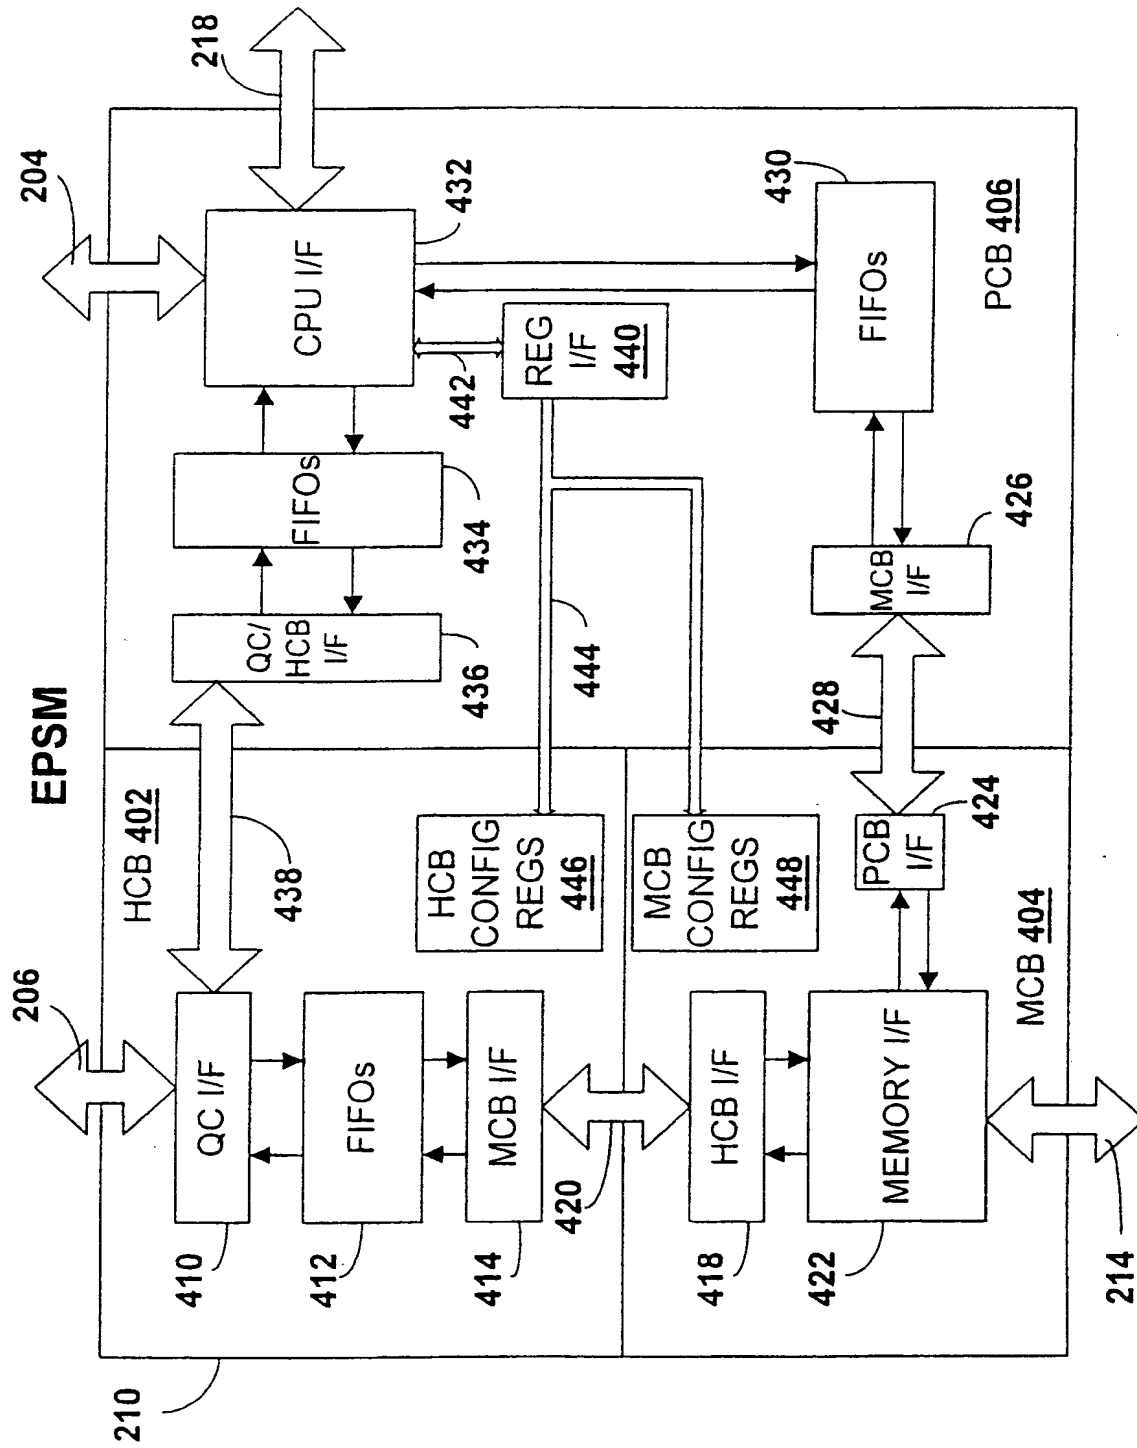 EPSM
210
206
HCB 402
410
QC I/F
412
FIFOs
414
MCB I/F
420
438
HCB
CONFIG
REGS
446
204
218
QC/
HCB
I/F
436
FIFOs
434
CPU I/F
432
442
REG
I/F
440
444
418
HCB I/F
422
MEMORY I/F
214
MCB
CONFIG
REGS
448
PCB
I/F
424
MCB 404
428
MCB
I/F
426
FIFOs
430
PCB 406